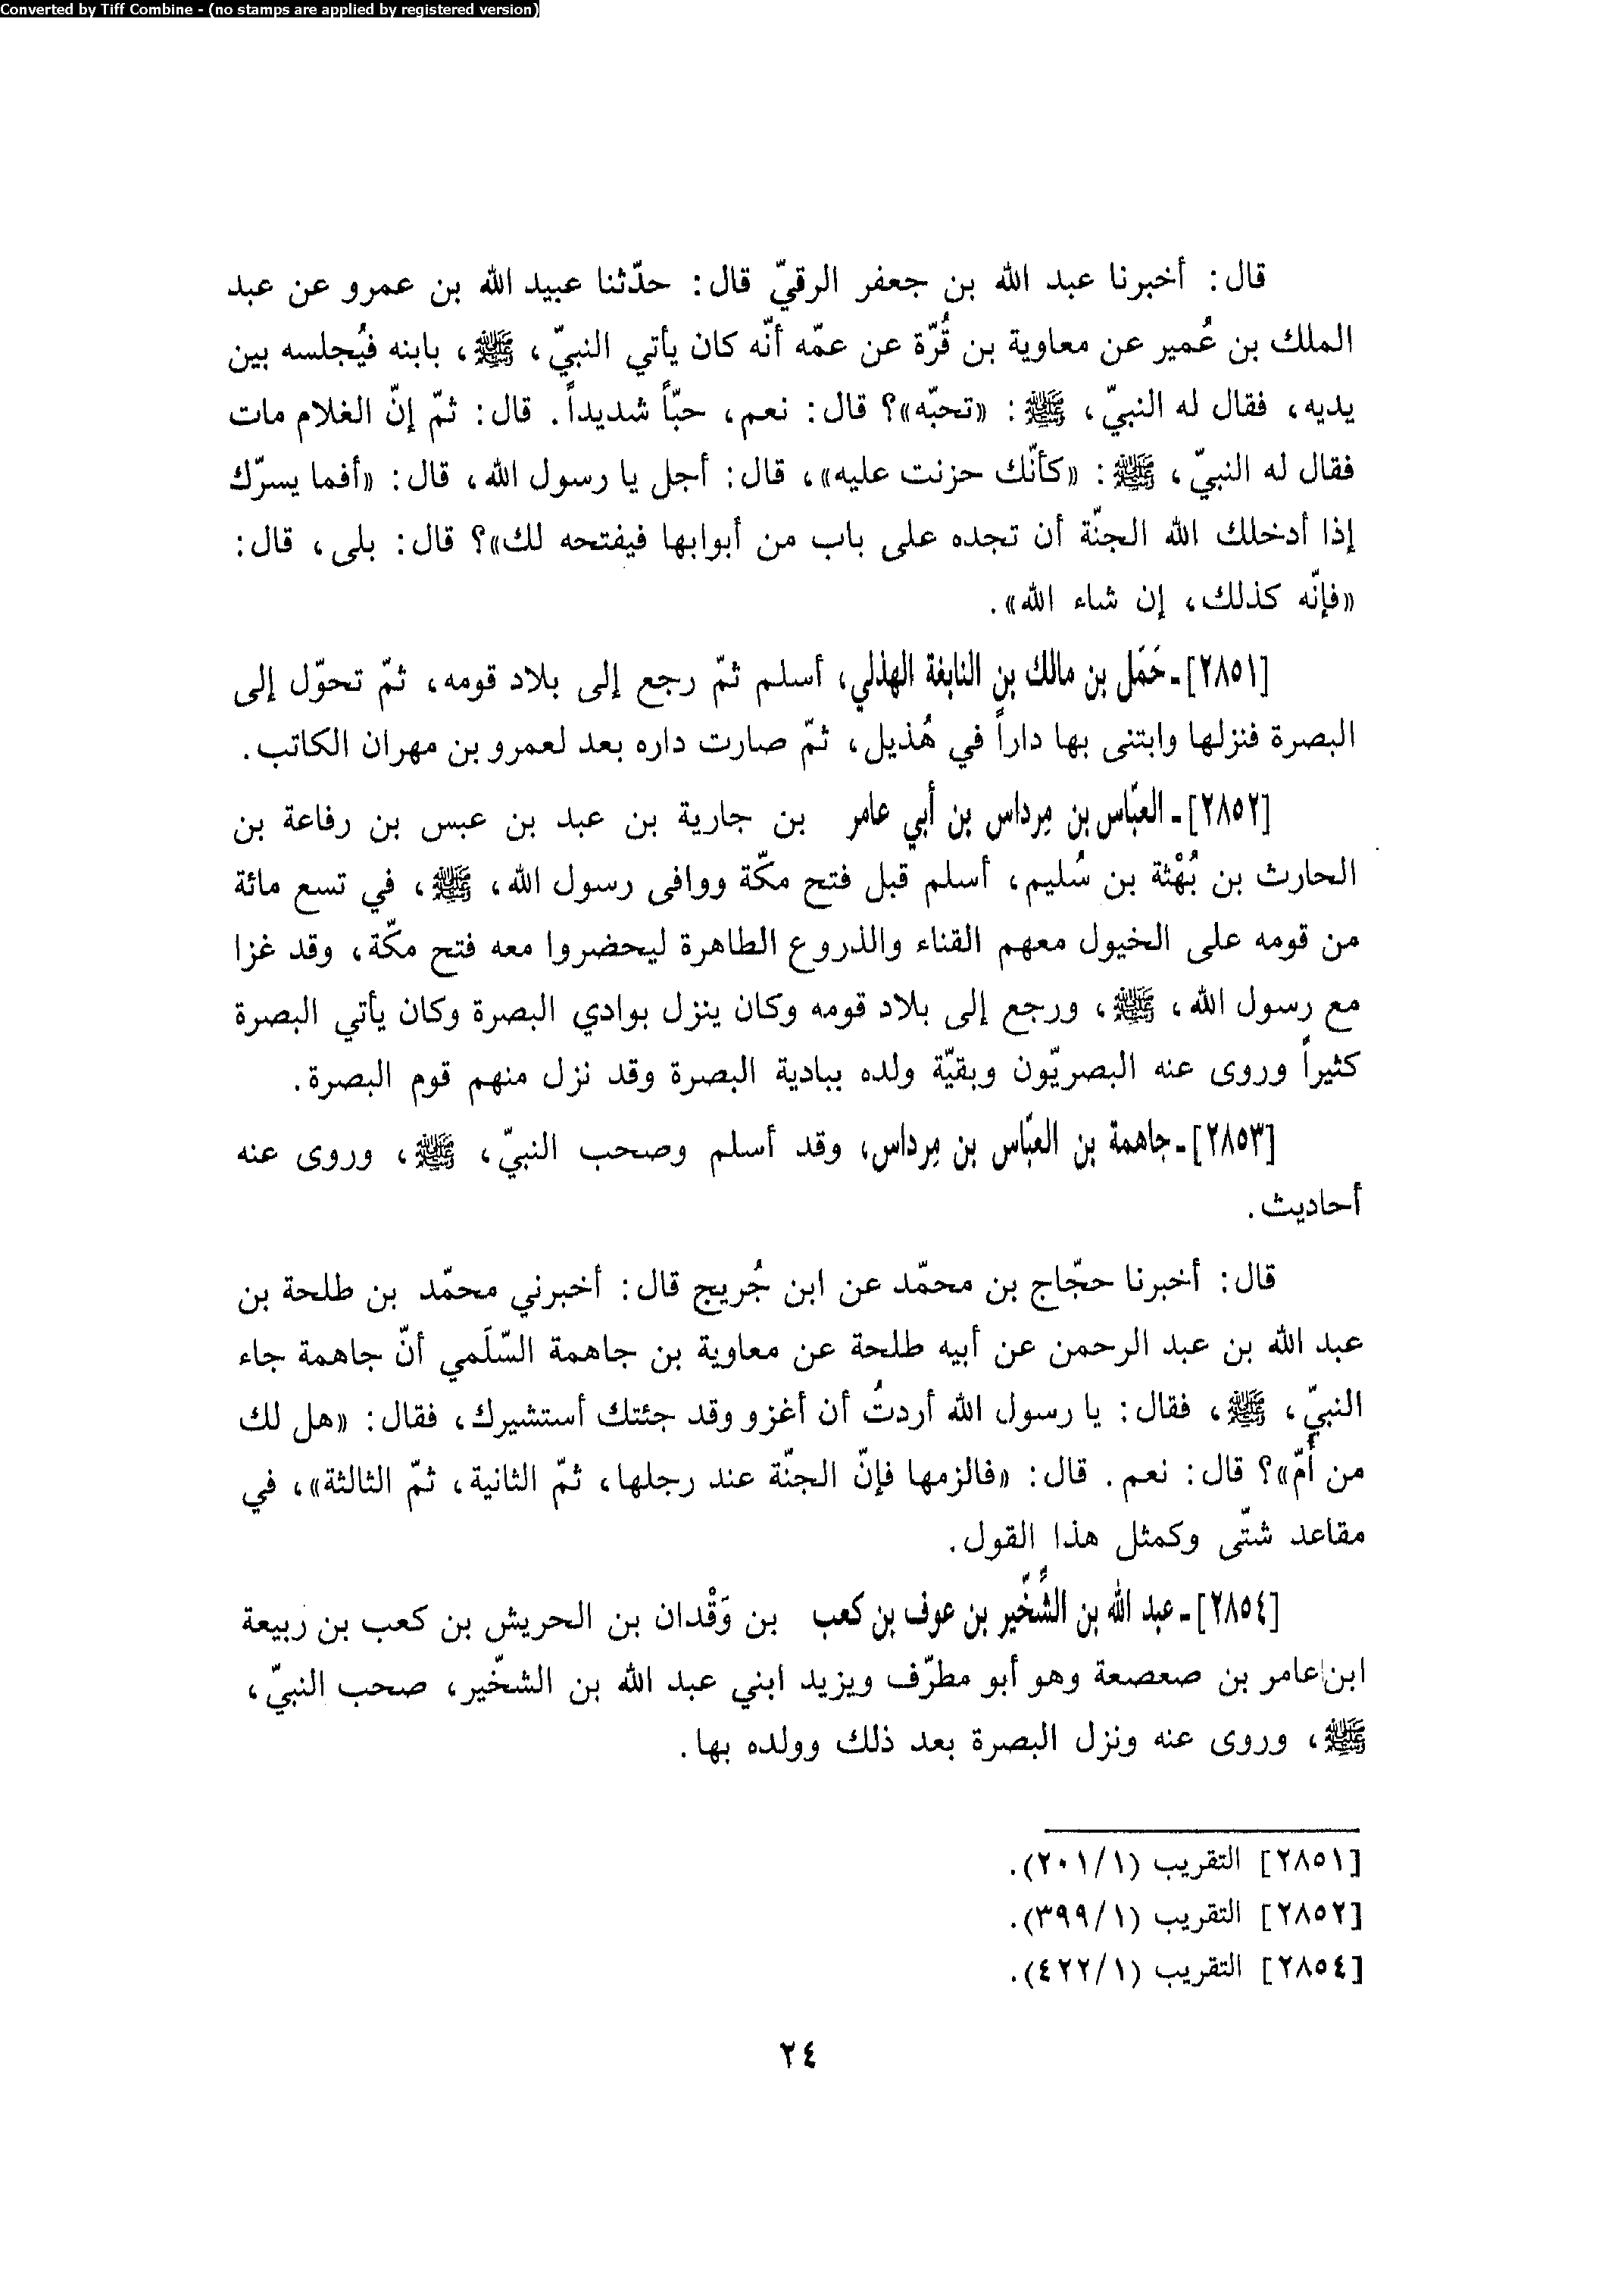 Converted by Tiff Combine - (no stamps are applied by registered version)
قال: أخبرنا عبد الله بن جعفر الرقيّ قال: حدّثنا عبيد الله بن عمرو عن عبد
الملك بن عُمير عن معاوية بن قُرّة عن عمّه أنّه كان يأتي النبيّ، ﷺ، بابنه فيُجلسه بين
يديه، فقال له النبيّ، ﷺ: «تحبّه»؟ قال: نعم، حبّاً شديداً. قال: ثمّ إنّ الغلام مات
فقال له النبيّ، ﷺ: «كأنّك حزنت عليه»، قال: أجل يا رسول الله، قال: «أفما يسرّك
إذا أدخلك الله الجنّة أن تجده على باب من أبوابها فيفتحه لك»؟ قال: بلى، قال:
«فإنّه كذلك، إن شاء الله».
[٢٨٥١] ـ حَمَل بن مالك بن النابغة الهذلي، أسلم ثمّ رجع إلى بلاد قومه، ثمّ تحوّل إلى
البصرة فنزلها وابتنى بها داراً في هُذيل، ثمّ صارت داره بعد لعمرو بن مهران الكاتب.
[٢٨٥٢] ـ العبّاس بن مِرداس بن أبي عامر بن جارية بن عبد بن عبس بن رفاعة بن
الحارث بن بُهْثة بن سُليم، أسلم قبل فتح مكّة ووافى رسول الله، ﷺ، في تسع مائة
من قومه على الخيول معهم القناء والذروع الطاهرة ليحضروا معه فتح مكّة، وقد غزا
مع رسول الله، ﷺ، ورجع إلى بلاد قومه وكان ينزل بوادي البصرة وكان يأتي البصرة
كثيراً وروى عنه البصريّون وبقيّة ولده ببادية البصرة وقد نزل منهم قوم البصرة.
[٢٨٥٣] ـ جاهمة بن العبّاس بن مِرداس، وقد أسلم وصحب النبيّ، ﷺ، وروى عنه
أحاديث.
قال: أخبرنا حجّاج بن محمّد عن ابن جُريج قال: أخبرني محمّد بن طلحة بن
عبد الله بن عبد الرحمن عن أبيه طلحة عن معاوية بن جاهمة السّلَمي أنّ جاهمة جاء
النبيّ، ﷺ، فقال: يا رسول الله أردتُ أن أغزو وقد جئتك أستشيرك، فقال: «هل لك
من أُمّ»؟ قال: نعم. قال: «فالزمها فإنّ الجنّة عند رجلها، ثمّ الثانية، ثمّ الثالثة»، في
مقاعد شتّى وكمثل هذا القول.
[٢٨٥٤] ـ عبد الله بن الشِّخّير بن عوف بن كعب بن وَقْدان بن الحريش بن كعب بن ربيعة
ابن عامر بن صعصعة وهو أبو مطرّف ويزيد ابني عبد الله بن الشخّير، صحب النبيّ،
ﷺ، وروى عنه ونزل البصرة بعد ذلك وولده بها.
[٢٨٥١] التقريب (٢٠١/١).
[٢٨٥٢] التقريب (٣٩٩/١).
[٢٨٥٤] التقريب (٤٢٢/١).
٢٤